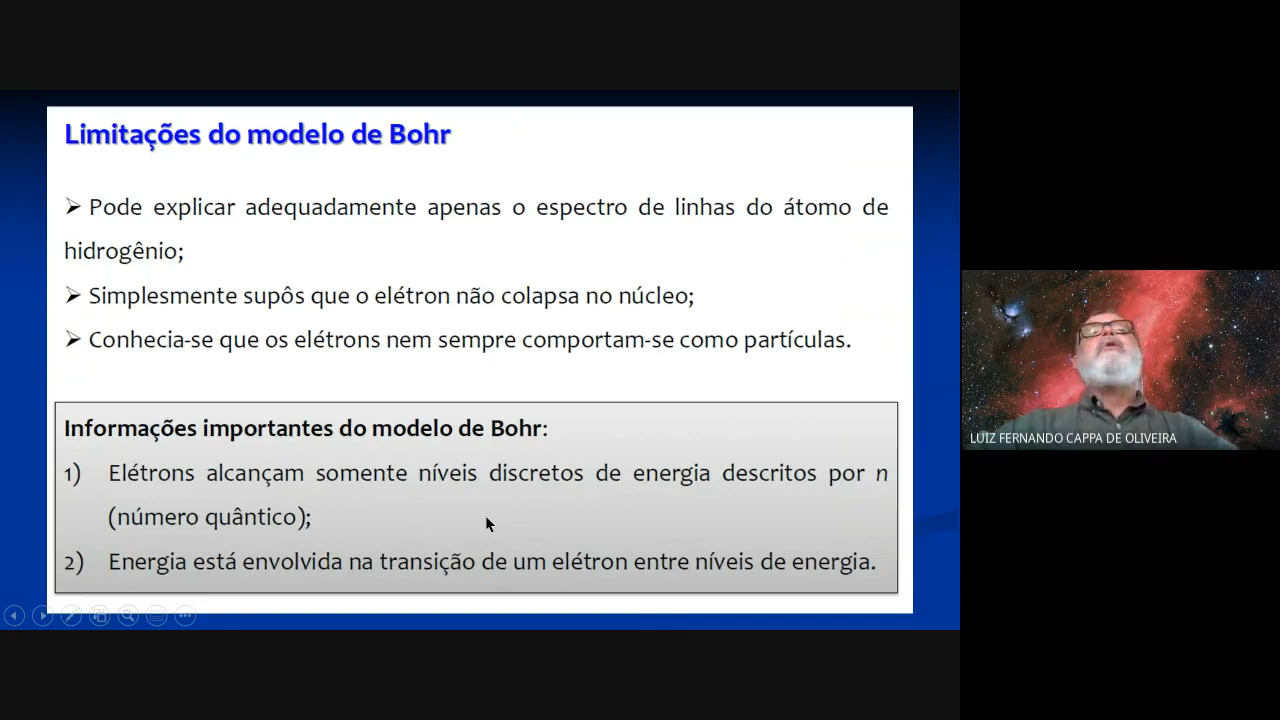 Limitações do modelo de Bohr
➢ Pode explicar adequadamente apenas o espectro de linhas do átomo de
hidrogênio;
➢ Simplesmente supôs que o elétron não colapsa no núcleo;
➢ Conhecia-se que os elétrons nem sempre comportam-se como partículas.
Informações importantes do modelo de Bohr:
1) Elétrons alcançam somente níveis discretos de energia descritos por n
(número quântico);
2) Energia está envolvida na transição de um elétron entre níveis de energia.
LUIZ FERNANDO CAPPA DE OLIVEIRA